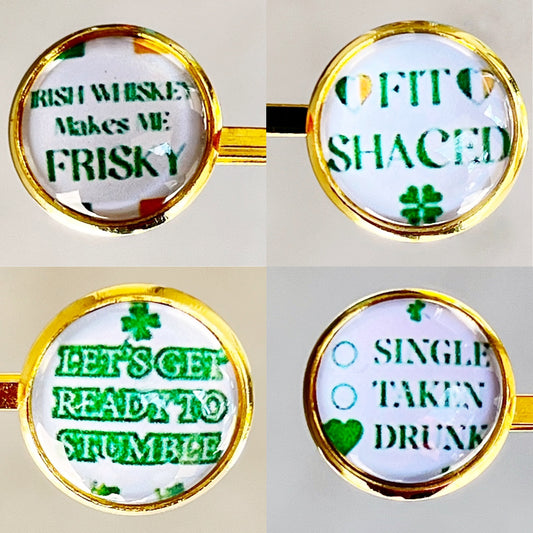 IRISH WHISKEY
Makes ME
FRISKY
FIT
SHACED
LET'S GET
READY TO
STUMBLE
SINGLE
TAKEN
DRUNK